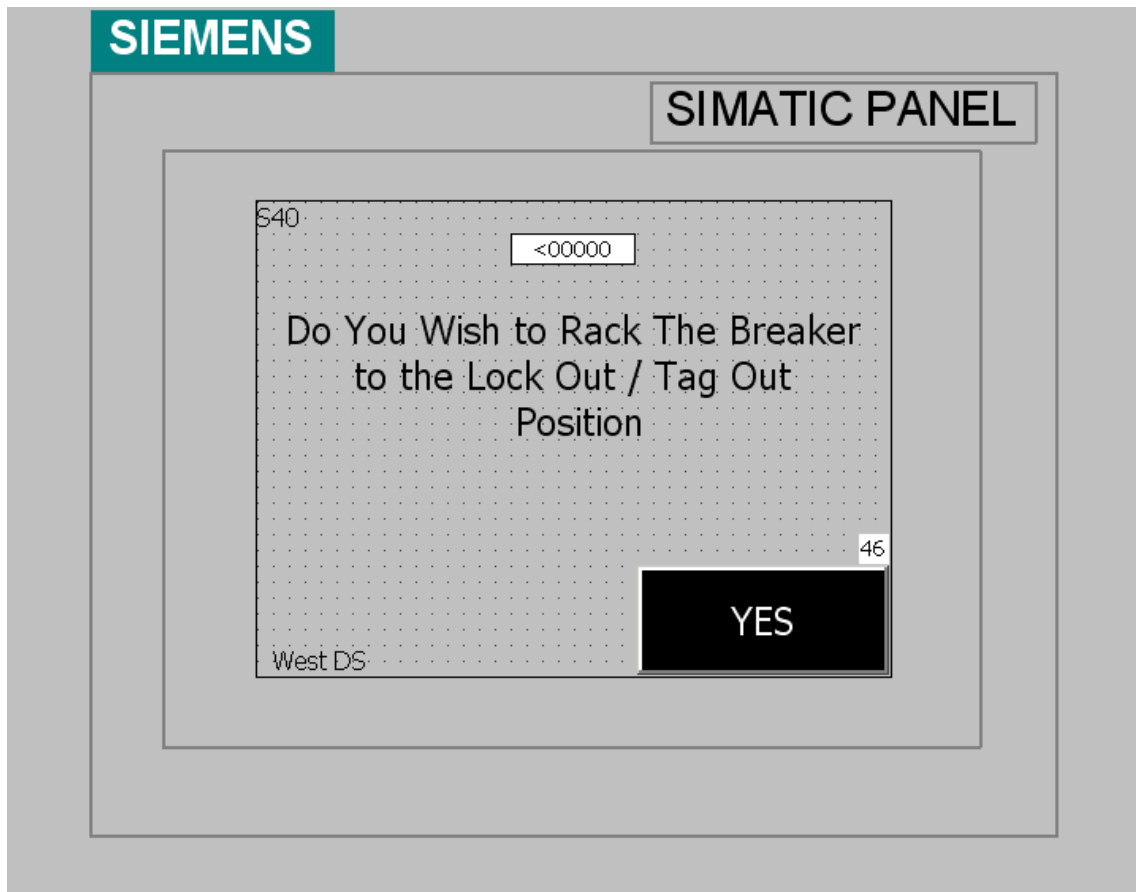 SIEMENS
SIMATIC PANEL
S40
<00000
Do You Wish to Rack The Breaker
to the Lock Out / Tag Out
Position
46
YES
West DS